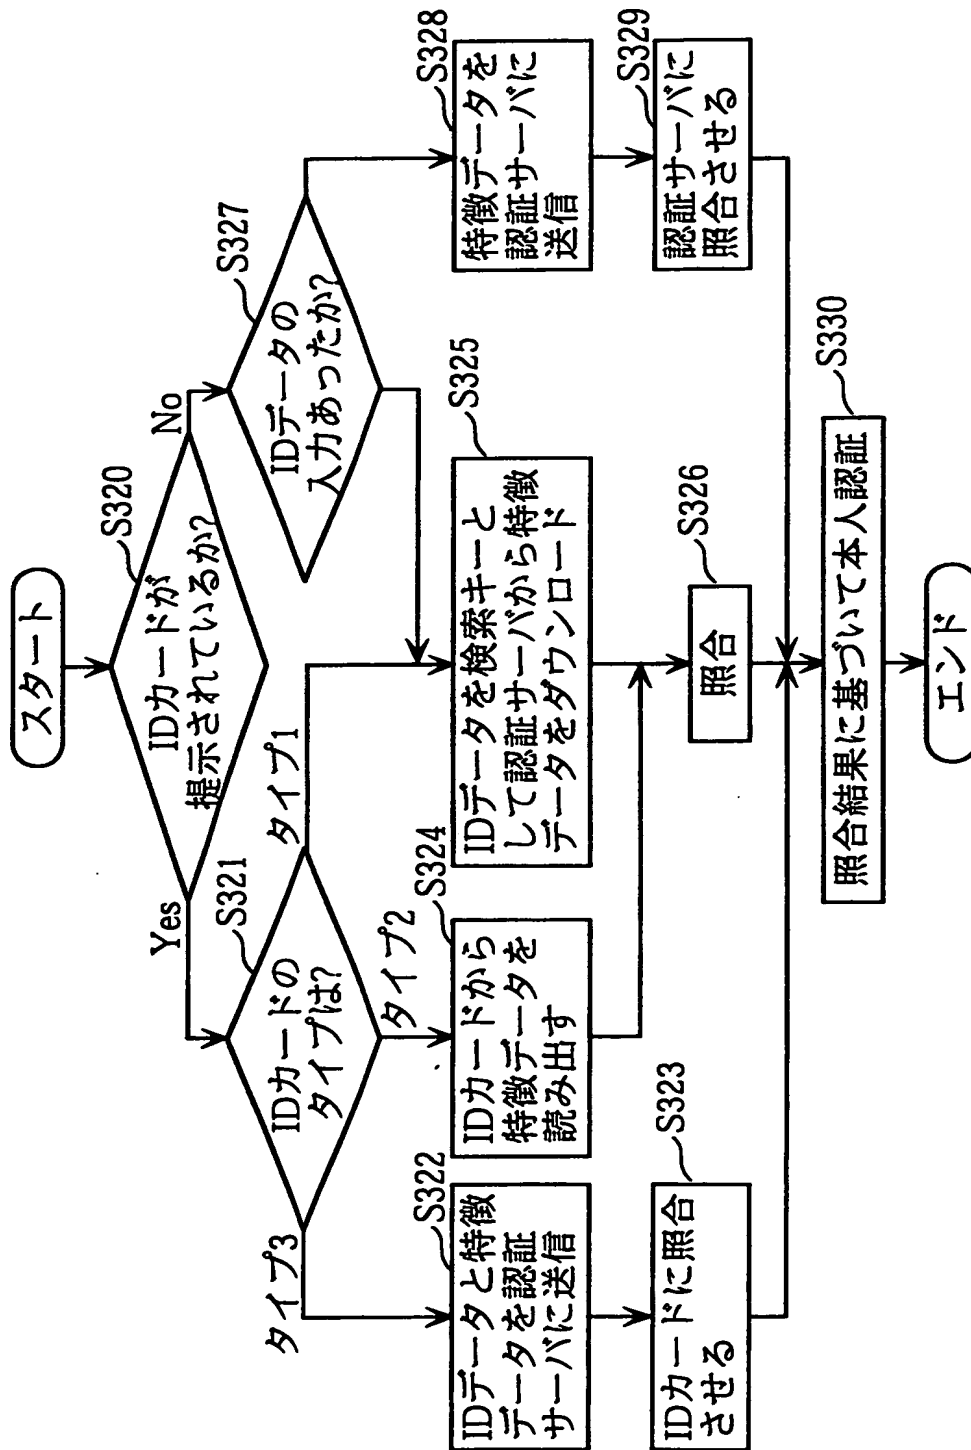 スタート
IDカードが
提示されているか?
S320
Yes
No
IDカードの
タイプは?
S321
IDデータの
入力あったか?
S327
タイプ3
タイプ2
タイプ1
IDデータと特徴
データを認証
サーバに送信
S322
IDカードから
特徴データを
読み出す
S324
IDデータを検索キーと
して認証サーバから特徴
データをダウンロード
S325
特徴データを
認証サーバに
送信
S328
IDカードに照合
させる
S323
照合
S326
認証サーバに
照合させる
S329
照合結果に基づいて本人認証
S330
エンド